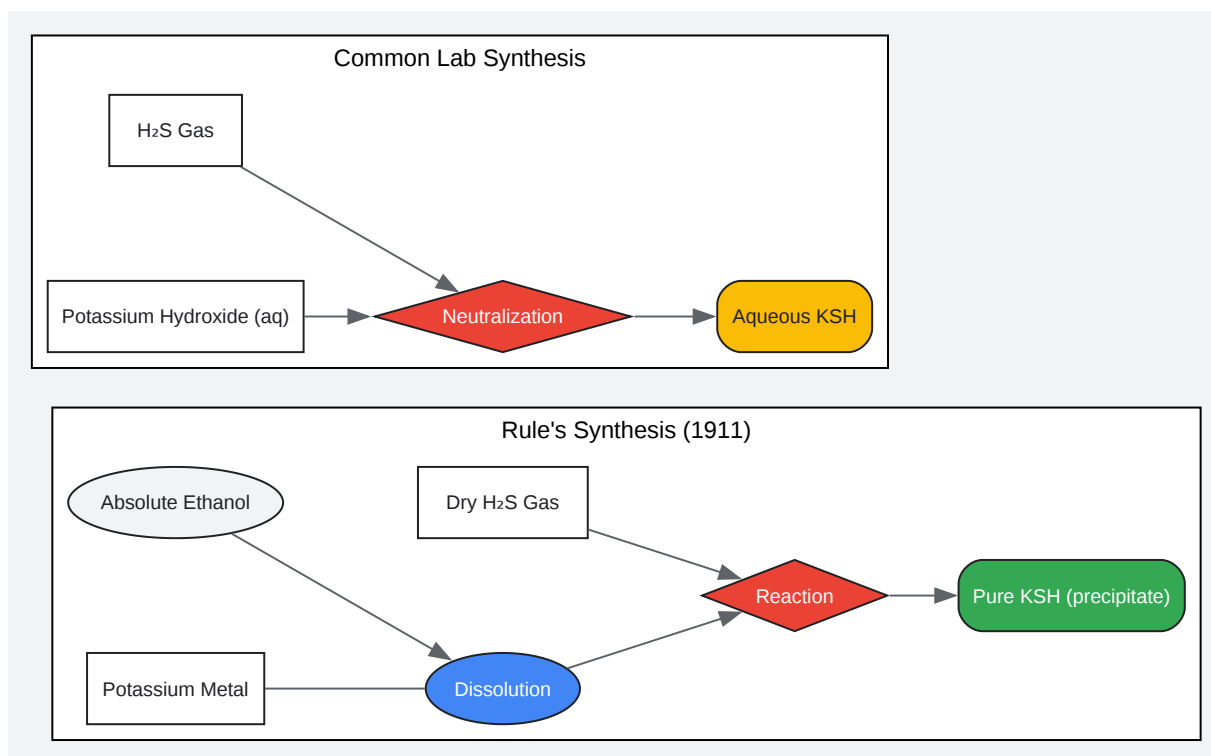 Common Lab Synthesis
H₂S Gas
Potassium Hydroxide (aq)
Neutralization
Aqueous KSH
Rule's Synthesis (1911)
Absolute Ethanol
Dry H₂S Gas
Reaction
Pure KSH (precipitate)
Potassium Metal
Dissolution